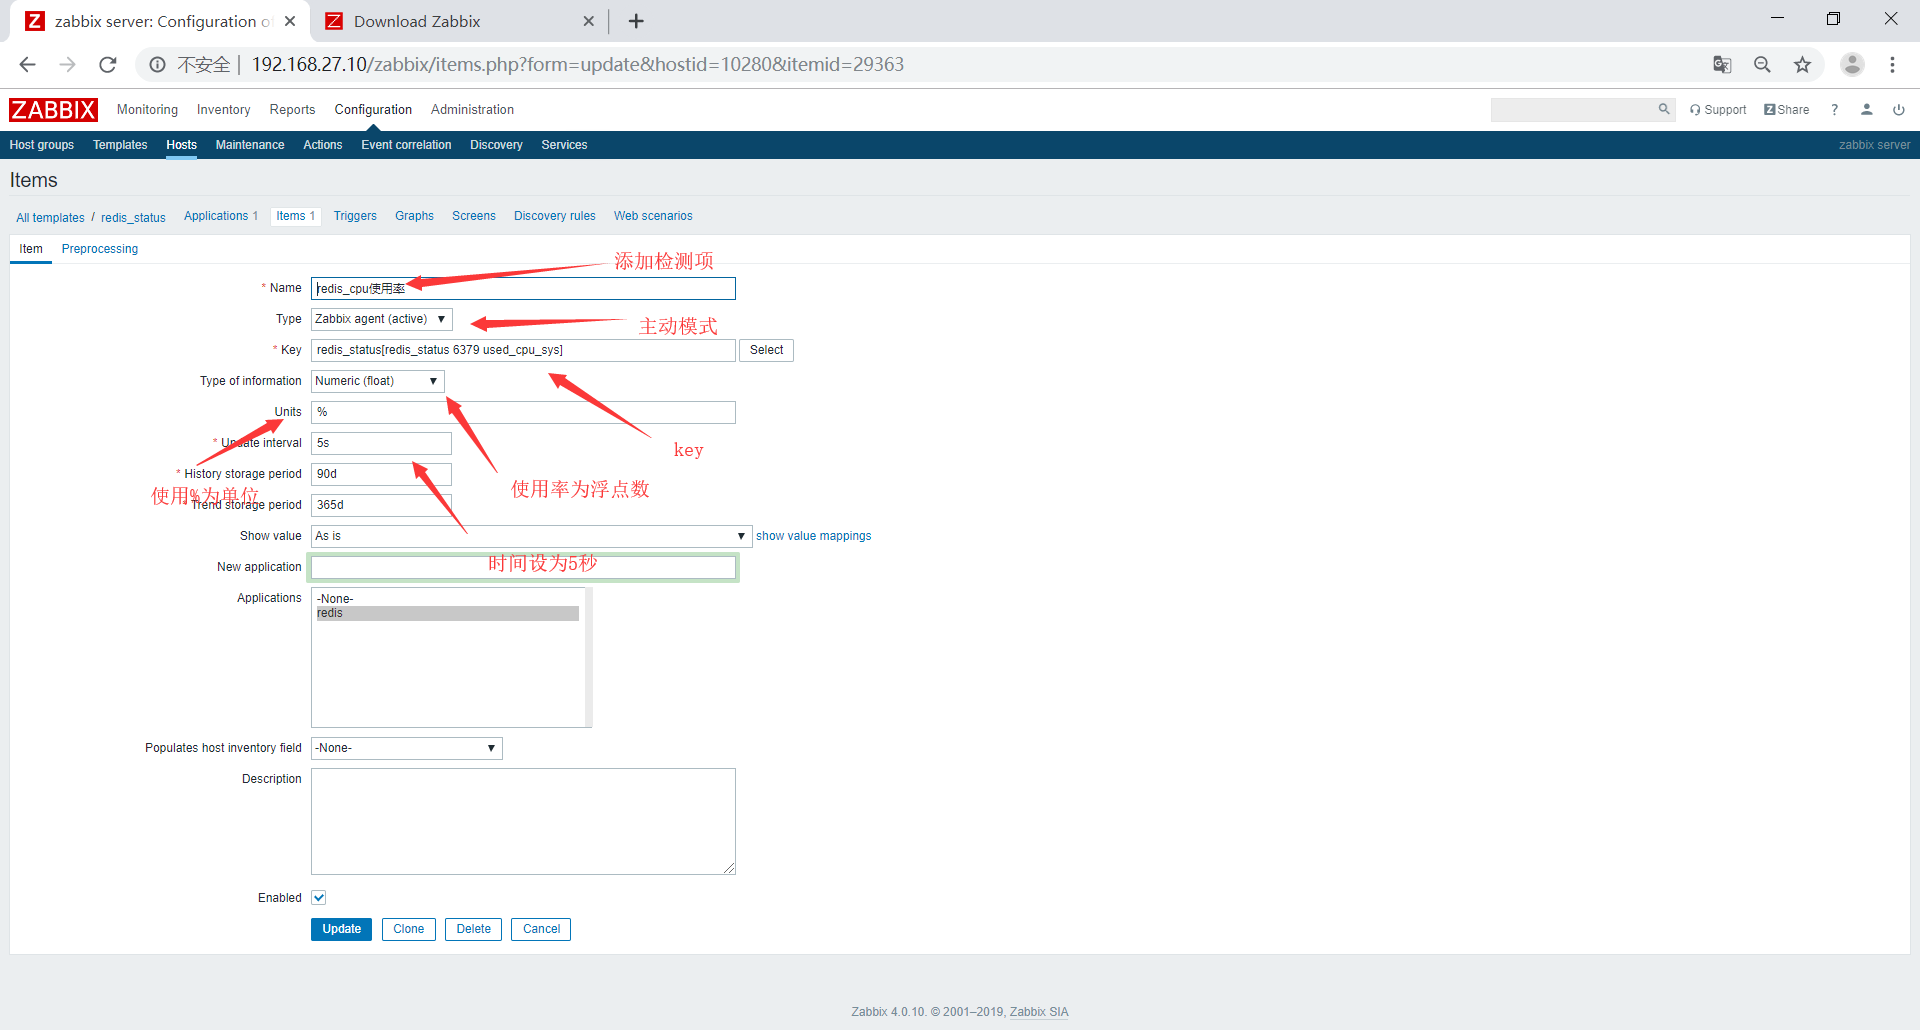 zabbix server: Configuration o
Download Zabbix
不安全 | 192.168.27.10/zabbix/items.php?form=update&hostid=10280&itemid=29363
ZABBIX Monitoring Inventory Reports Configuration Administration Support Share ?
Host groups Templates Hosts Maintenance Actions Event correlation Discovery Services zabbix server
Items
All templates / redis_status Applications 1 Items 1 Triggers Graphs Screens Discovery rules Web scenarios
Item Preprocessing
添加检测项
* Name redis_cpu使用率
Type Zabbix agent (active)
主动模式
* Key redis_status[redis_status 6379 used_cpu_sys] Select
Type of information Numeric (float)
Units %
* Update interval 5s
key
* History storage period 90d
使用%为单位
使用率为浮点数
* Trend storage period 365d
Show value As is show value mappings
New application
时间设为5秒
Applications -None-
redis
Populates host inventory field -None-
Description
Enabled
Update Clone Delete Cancel
Zabbix 4.0.10. © 2001–2019, Zabbix SIA